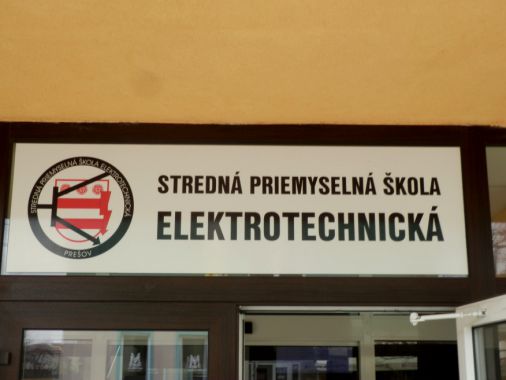 STREDNÁ PRIEMYSELNÁ ŠKOLA ELEKTROTECHNICKÁ
PREŠOV
STREDNÁ PRIEMYSELNÁ ŠKOLA
ELEKTROTECHNICKÁ